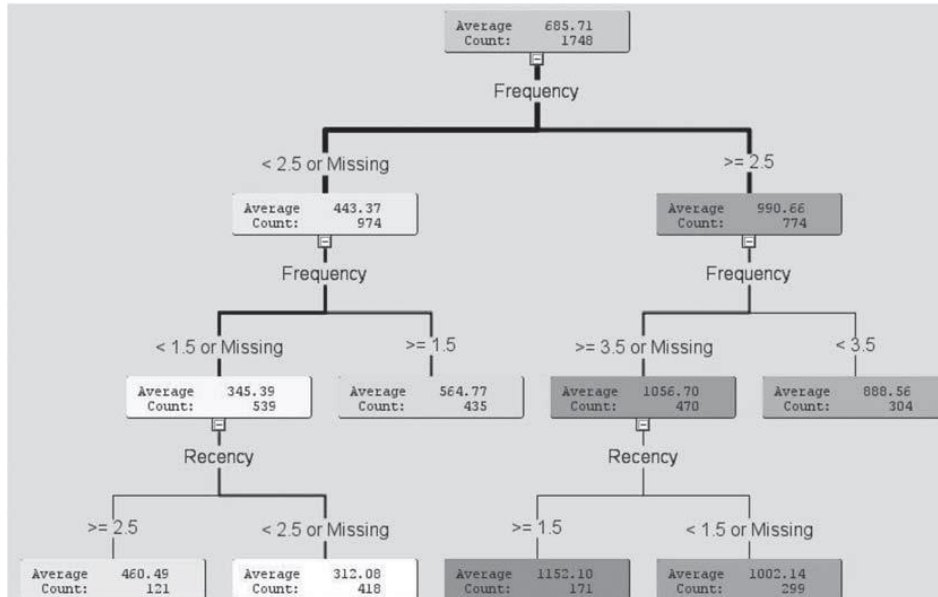 Average 685.71
Count: 1748
Frequency
< 2.5 or Missing
>= 2.5
Average 443.37
Count: 974
Average 990.66
Count: 774
Frequency
Frequency
< 1.5 or Missing
>= 1.5
>= 3.5 or Missing
< 3.5
Average 345.39
Count: 539
Average 564.77
Count: 435
Average 1056.70
Count: 470
Average 888.56
Count: 304
Recency
Recency
>= 2.5
< 2.5 or Missing
>= 1.5
< 1.5 or Missing
Average 460.49
Count: 121
Average 312.08
Count: 418
Average 1152.10
Count: 171
Average 1002.14
Count: 299